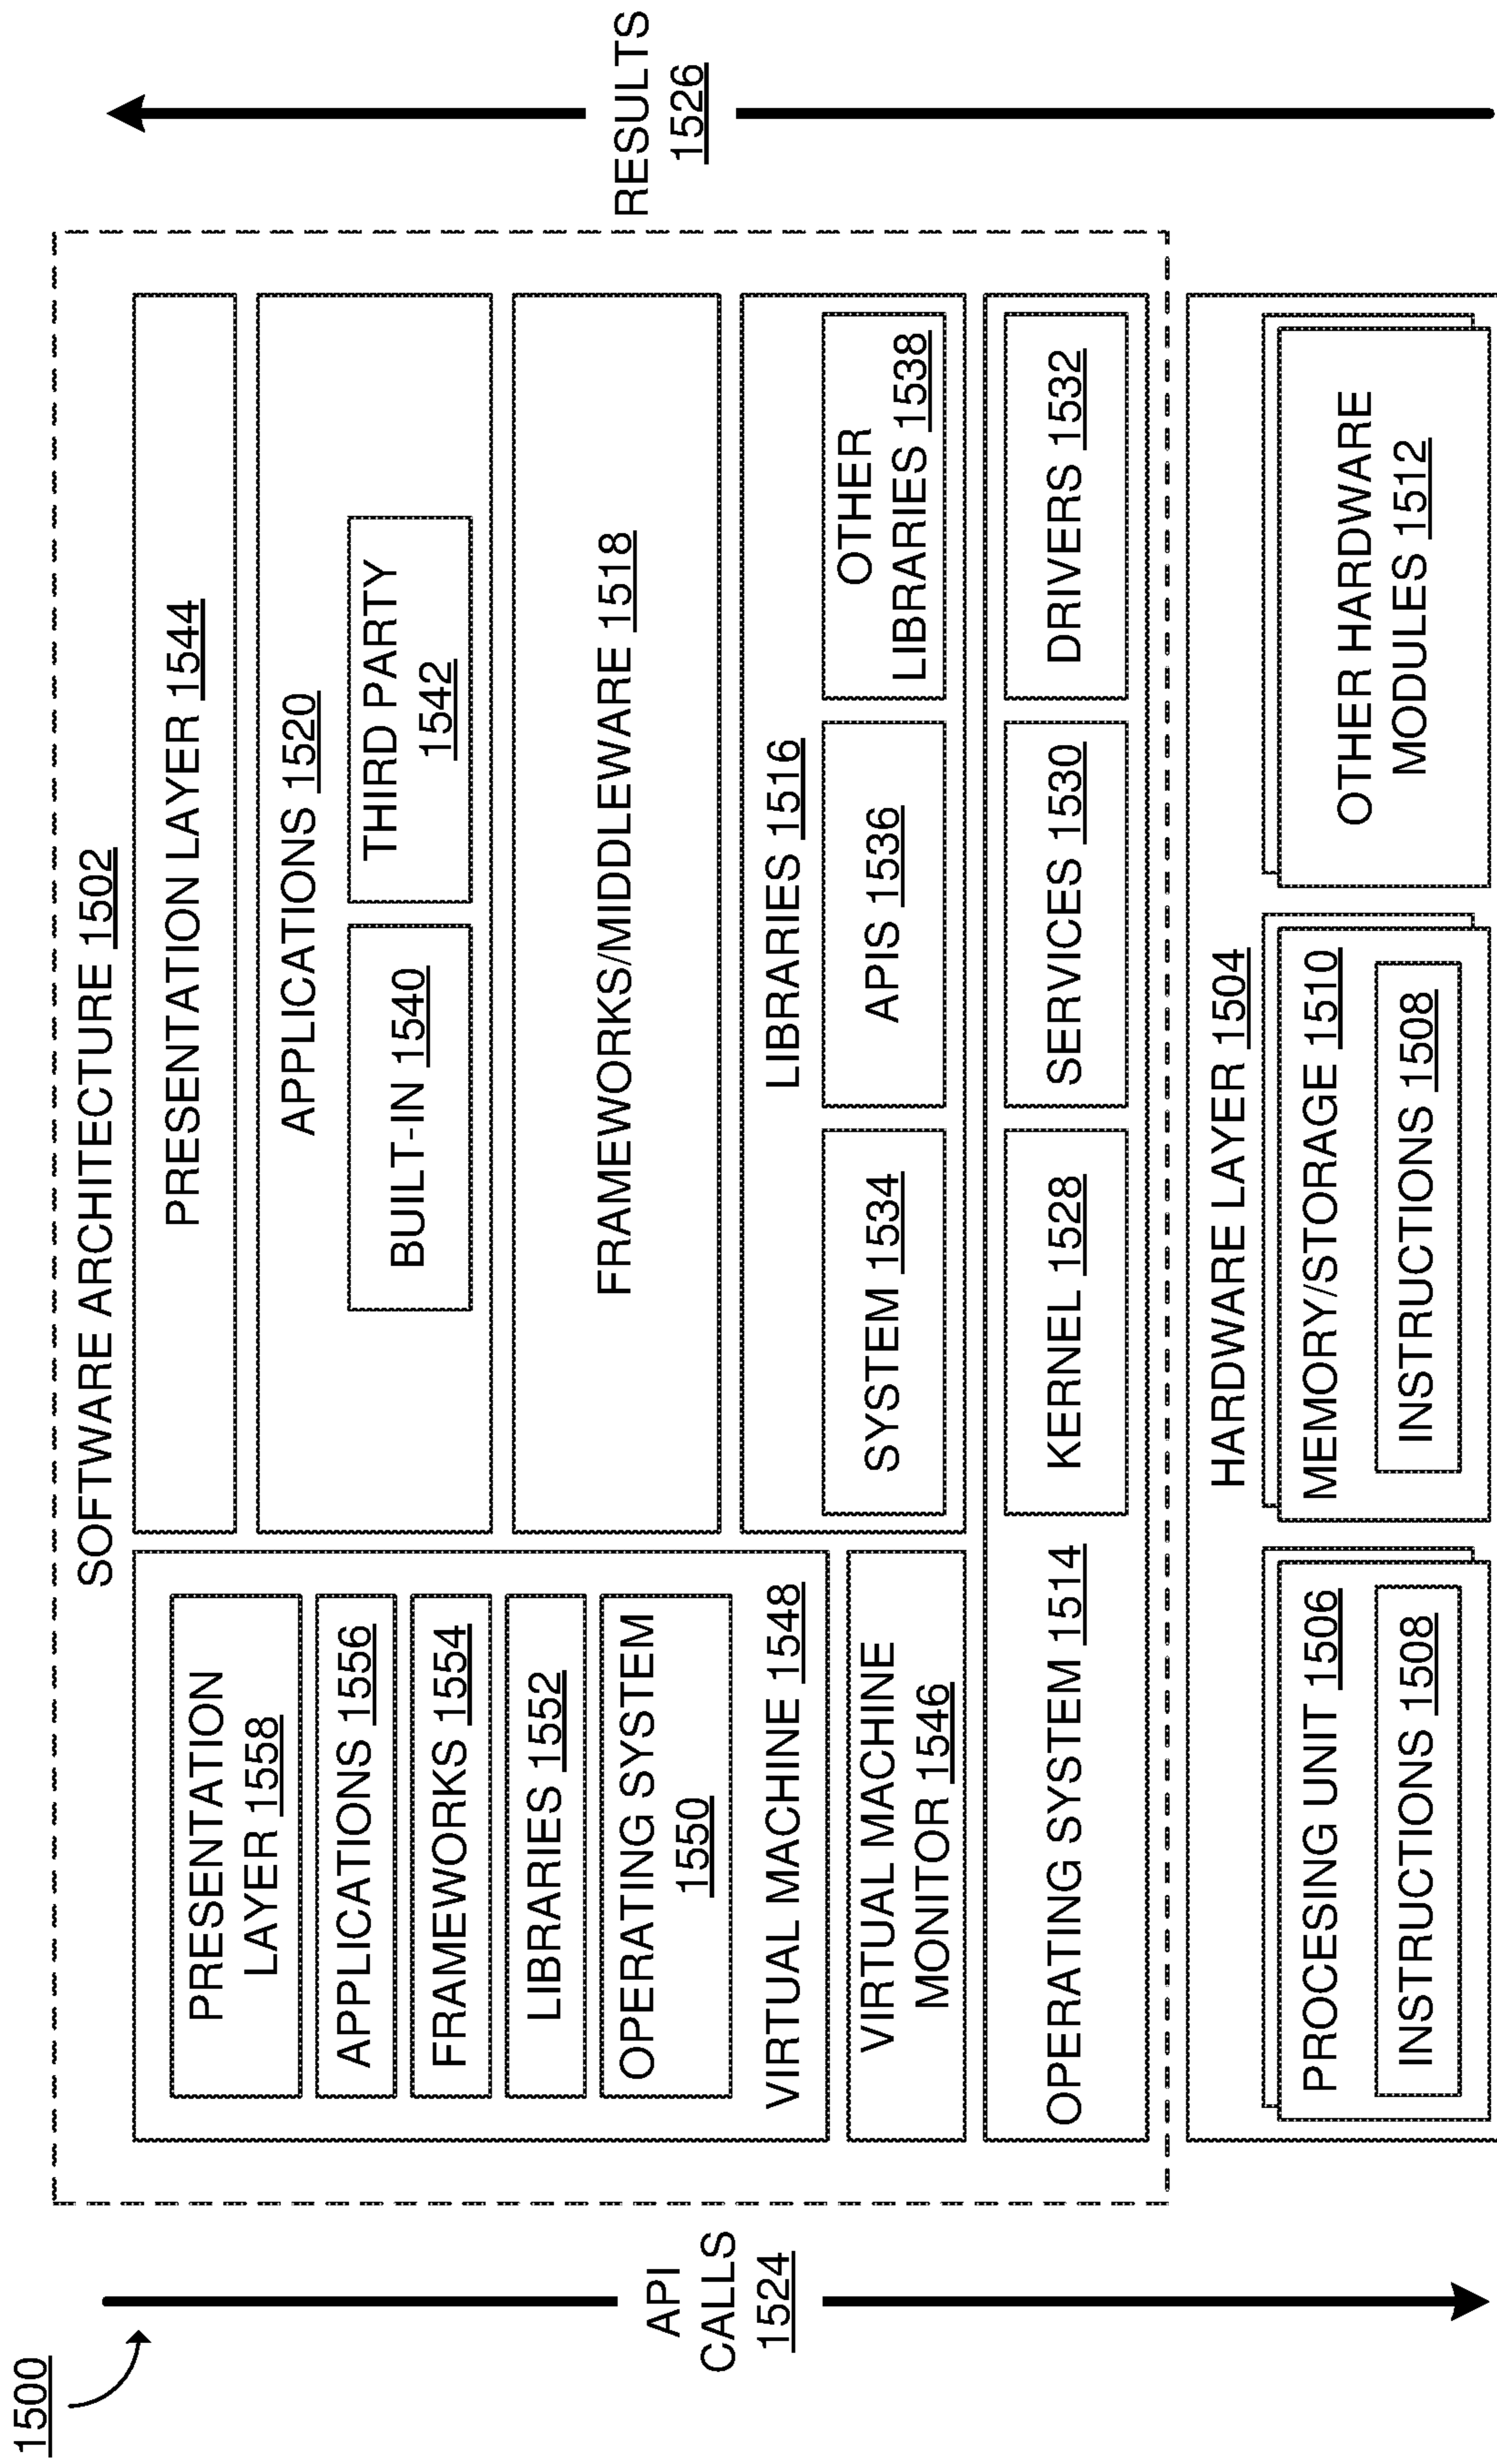 1500
SOFTWARE ARCHITECTURE 1502
PRESENTATION
LAYER 1558
APPLICATIONS 1556
FRAMEWORKS 1554
LIBRARIES 1552
OPERATING SYSTEM
1550
VIRTUAL MACHINE 1548
VIRTUAL MACHINE
MONITOR 1546
PRESENTATION LAYER 1544
APPLICATIONS 1520
BUILT-IN 1540
THIRD PARTY
1542
FRAMEWORKS/MIDDLEWARE 1518
LIBRARIES 1516
SYSTEM 1534
APIS 1536
OTHER
LIBRARIES 1538
OPERATING SYSTEM 1514
KERNEL 1528
SERVICES 1530
DRIVERS 1532
API
CALLS
1524
RESULTS
1526
HARDWARE LAYER 1504
PROCESSING UNIT 1506
INSTRUCTIONS 1508
MEMORY/STORAGE 1510
INSTRUCTIONS 1508
OTHER HARDWARE
MODULES 1512